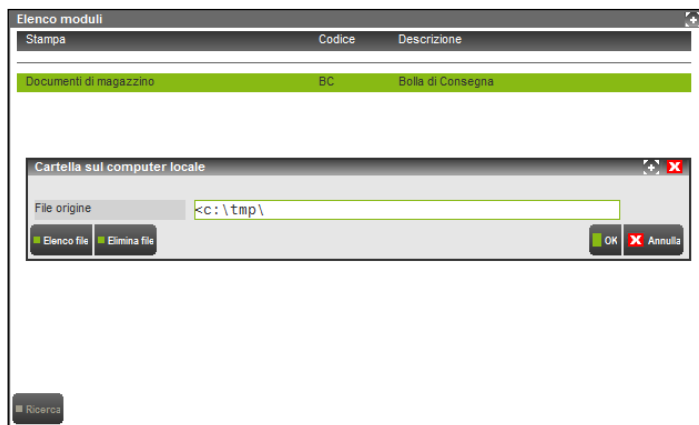 Elenco moduli
Stampa Codice Descrizione
Documenti di magazzino BC Bolla di Consegna
Cartella sul computer locale
File origine <c:\tmp\
Elenco file Elimina file OK Annulla
Ricerca